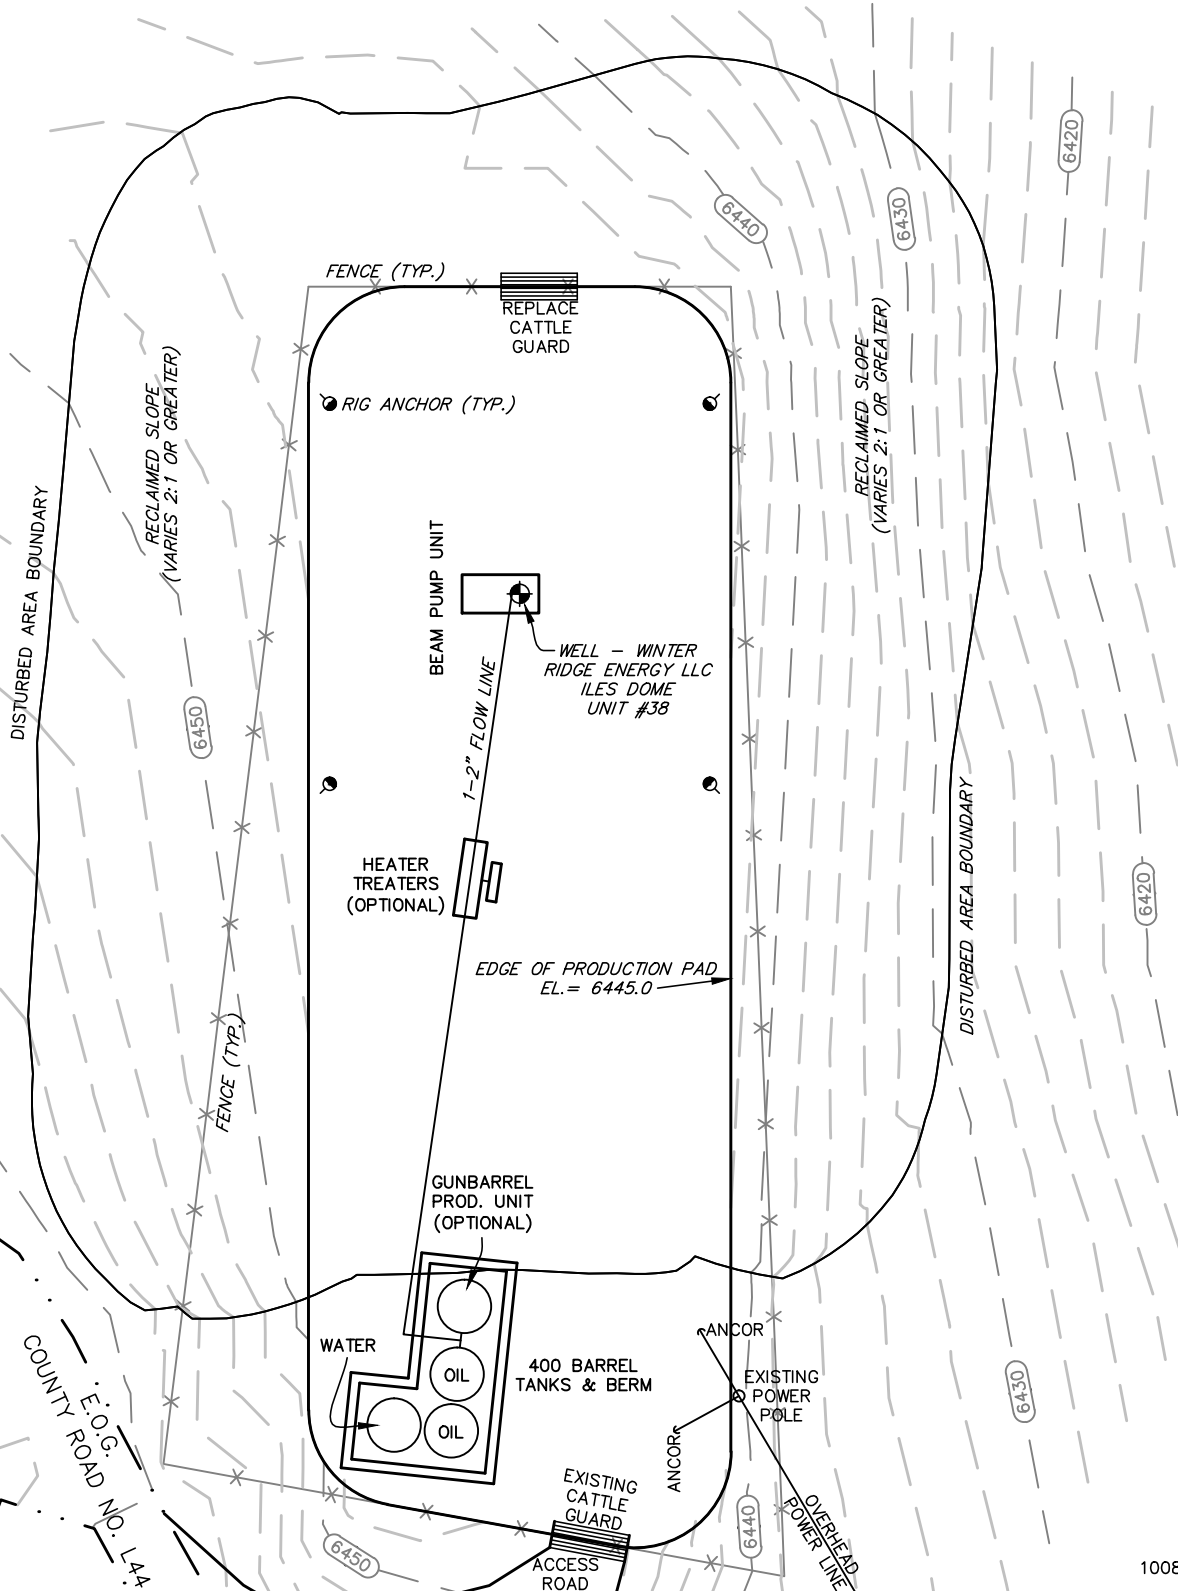 6420
6430
6440
FENCE (TYP.)
REPLACE
CATTLE
GUARD
RECLAIMED SLOPE
(VARIES 2:1 OR GREATER)
RECLAIMED SLOPE
(VARIES 2:1 OR GREATER)
RIG ANCHOR (TYP.)
DISTURBED AREA BOUNDARY
BEAM PUMP UNIT
WELL - WINTER
RIDGE ENERGY LLC
ILES DOME
UNIT #38
6450
1-2" FLOW LINE
HEATER
TREATERS
(OPTIONAL)
DISTURBED AREA BOUNDARY
6420
EDGE OF PRODUCTION PAD
EL.= 6445.0
FENCE (TYP.)
GUNBARREL
PROD. UNIT
(OPTIONAL)
WATER
ANCOR
400 BARREL
TANKS & BERM
OIL
OIL
EXISTING
POWER
POLE
6430
ANCOR
E.O.G.
COUNTY ROAD NO. L44
EXISTING
CATTLE
GUARD
6440
OVERHEAD
POWER LINE
6450
ACCESS
ROAD
1008